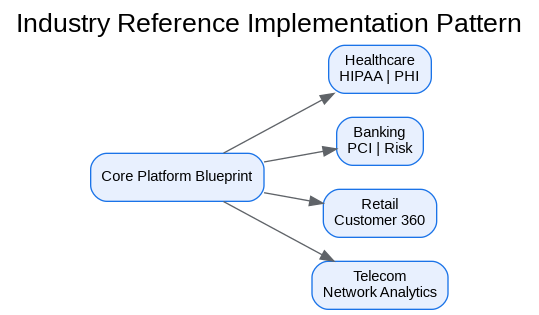 Industry Reference Implementation Pattern
Healthcare
HIPAA | PHI
Banking
PCI | Risk
Core Platform Blueprint
Retail
Customer 360
Telecom
Network Analytics